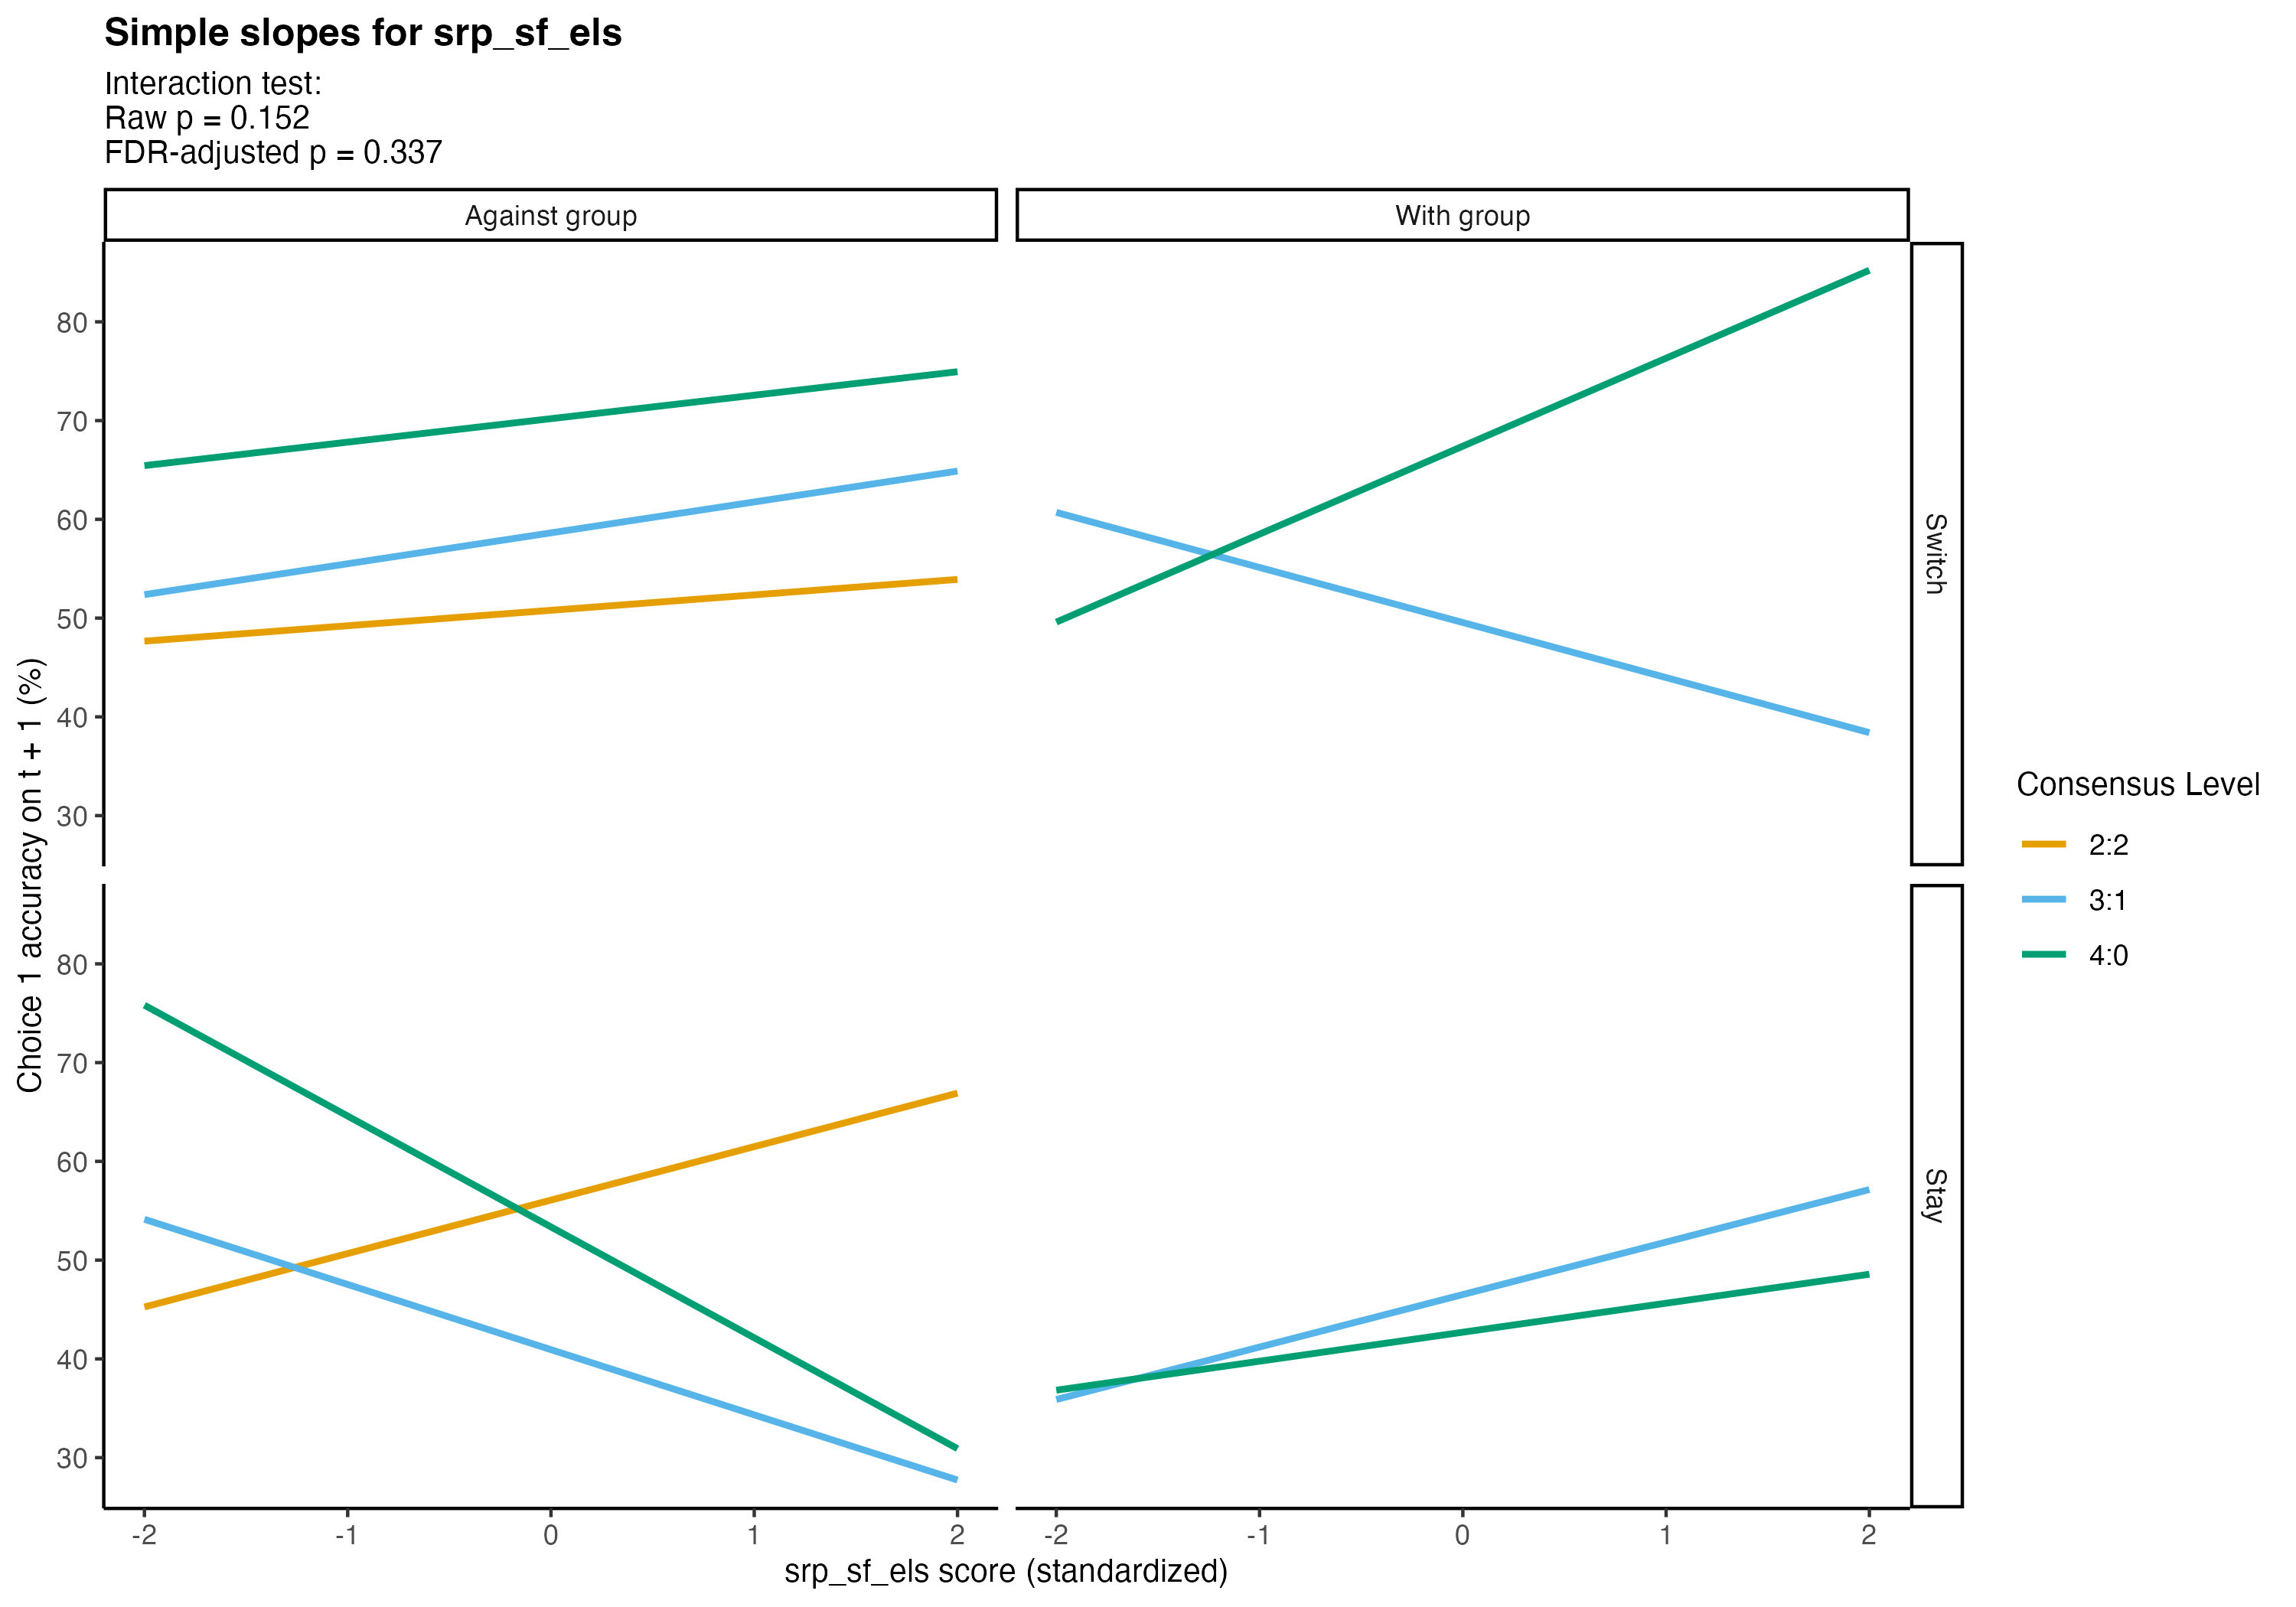 Simple slopes for srp_sf_els
Interaction test:
Raw p = 0.152
FDR-adjusted p = 0.337
Against group
With group
Switch
Stay
Choice 1 accuracy on t + 1 (%)
80
70
60
50
40
30
80
70
60
50
40
30
-2
-1
0
1
2
-2
-1
0
1
2
srp_sf_els score (standardized)
Consensus Level
2:2
3:1
4:0